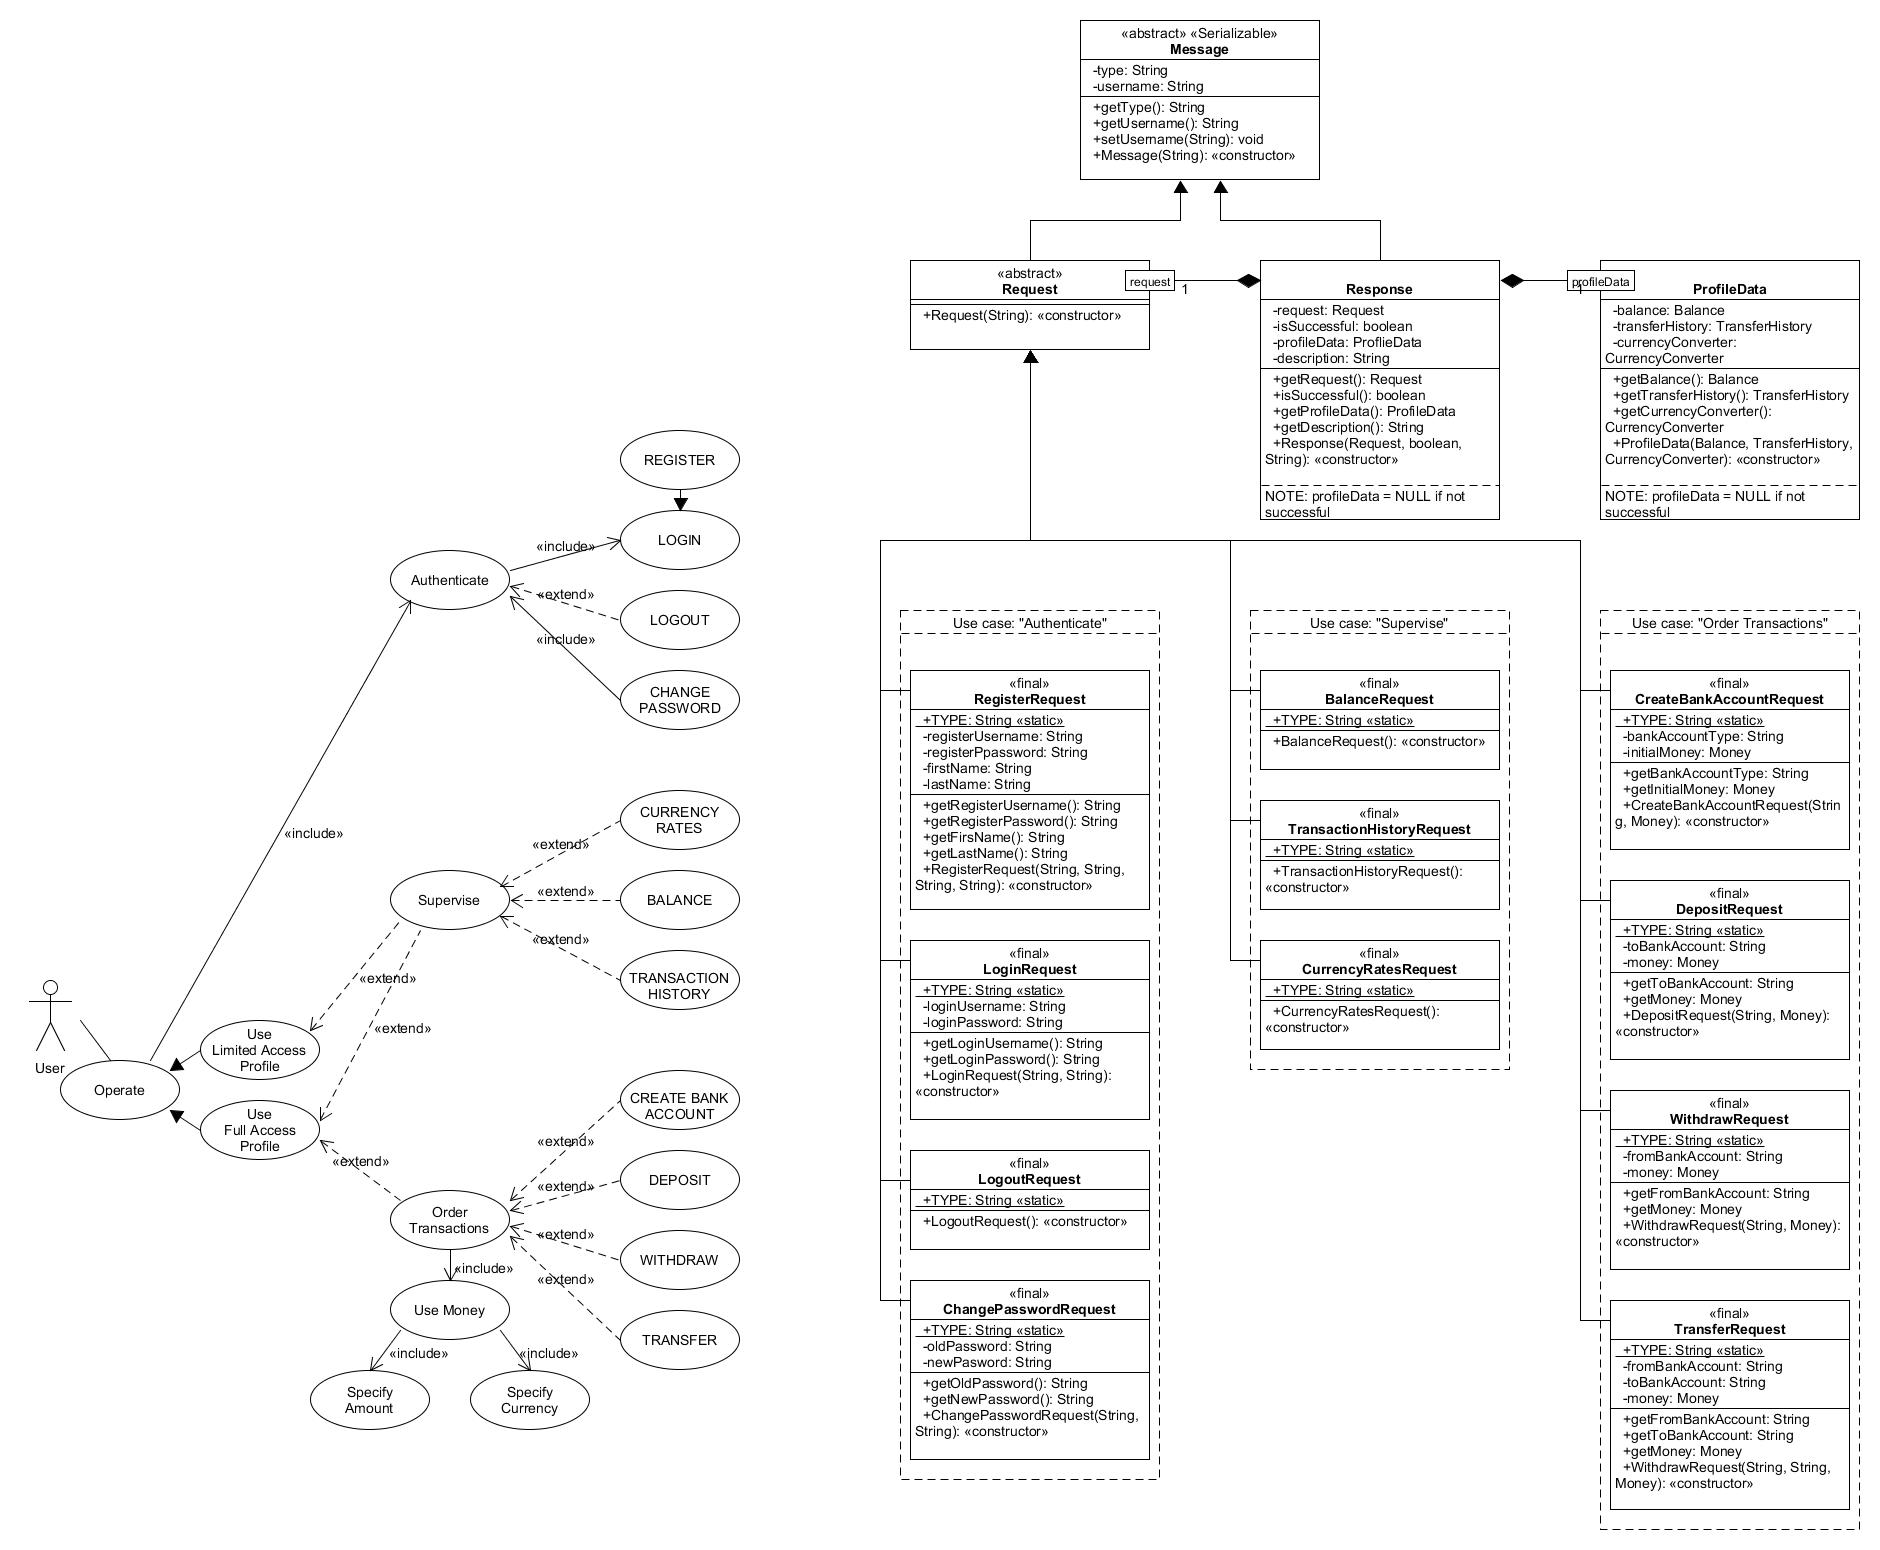 «abstract» «Serializable»
Message
-type: String
-username: String
+getType(): String
+getUsername(): String
+setUsername(String): void
+Message(String): «constructor»
«abstract»
Request
+Request(String): «constructor»
request
1
Response
-request: Request
-isSuccessful: boolean
-profileData: ProflieData
-description: String
+getRequest(): Request
+isSuccessful(): boolean
+getProfileData(): ProfileData
+getDescription(): String
+Response(Request, boolean,
String): «constructor»
NOTE: profileData = NULL if not
successful
profileData
1
ProfileData
-balance: Balance
-transferHistory: TransferHistory
-currencyConverter:
CurrencyConverter
+getBalance(): Balance
+getTransferHistory(): TransferHistory
+getCurrencyConverter():
CurrencyConverter
+ProfileData(Balance, TransferHistory,
CurrencyConverter): «constructor»
NOTE: profileData = NULL if not
successful
REGISTER
LOGIN
«include»
Authenticate
«extend»
LOGOUT
«include»
CHANGE
PASSWORD
«include»
CURRENCY
RATES
«extend»
Supervise
«extend»
BALANCE
«extend»
TRANSACTION
HISTORY
«extend»
«extend»
User
Use
Limited Access
Profile
Operate
Use
Full Access
Profile
«extend»
CREATE BANK
ACCOUNT
«extend»
DEPOSIT
«extend»
Order
Transactions
«extend»
WITHDRAW
«extend»
TRANSFER
«include»
Use Money
«include»
«include»
Specify
Amount
Specify
Currency
Use case: "Authenticate"
«final»
RegisterRequest
+TYPE: String «static»
-registerUsername: String
-registerPpassword: String
-firstName: String
-lastName: String
+getRegisterUsername(): String
+getRegisterPassword(): String
+getFirsName(): String
+getLastName(): String
+RegisterRequest(String, String,
String, String): «constructor»
«final»
LoginRequest
+TYPE: String «static»
-loginUsername: String
-loginPassword: String
+getLoginUsername(): String
+getLoginPassword(): String
+LoginRequest(String, String):
«constructor»
«final»
LogoutRequest
+TYPE: String «static»
+LogoutRequest(): «constructor»
«final»
ChangePasswordRequest
+TYPE: String «static»
-oldPassword: String
-newPasword: String
+getOldPassword(): String
+getNewPassword(): String
+ChangePasswordRequest(String,
String): «constructor»
Use case: "Supervise"
«final»
BalanceRequest
+TYPE: String «static»
+BalanceRequest(): «constructor»
«final»
TransactionHistoryRequest
+TYPE: String «static»
+TransactionHistoryRequest():
«constructor»
«final»
CurrencyRatesRequest
+TYPE: String «static»
+CurrencyRatesRequest():
«constructor»
Use case: "Order Transactions"
«final»
CreateBankAccountRequest
+TYPE: String «static»
-bankAccountType: String
-initialMoney: Money
+getBankAccountType: String
+getInitialMoney: Money
+CreateBankAccountRequest(Strin
g, Money): «constructor»
«final»
DepositRequest
+TYPE: String «static»
-toBankAccount: String
-money: Money
+getToBankAccount: String
+getMoney: Money
+DepositRequest(String, Money):
«constructor»
«final»
WithdrawRequest
+TYPE: String «static»
-fromBankAccount: String
-money: Money
+getFromBankAccount: String
+getMoney: Money
+WithdrawRequest(String, Money):
«constructor»
«final»
TransferRequest
+TYPE: String «static»
-fromBankAccount: String
-toBankAccount: String
-money: Money
+getFromBankAccount: String
+getToBankAccount: String
+getMoney: Money
+WithdrawRequest(String, String,
Money): «constructor»